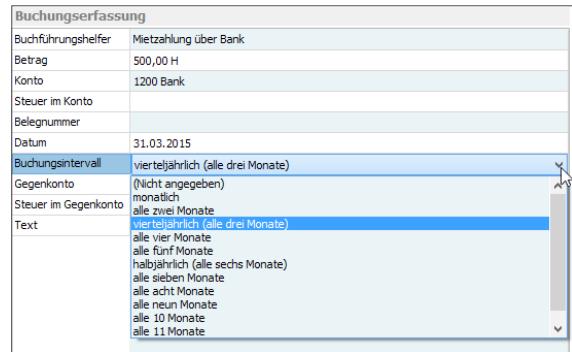 Buchungserfassung
Buchführungshelfer Mietzahlung über Bank
Betrag 500,00 H
Konto 1200 Bank
Steuer im Konto
Belegnummer
Datum 31.03.2015
Buchungsintervall vierteljährlich (alle drei Monate)
Gegenkonto (Nicht angegeben)
monatlich
Steuer im Gegenkonto alle zwei Monate
Text vierteljährlich (alle drei Monate)
alle vier Monate
alle fünf Monate
halbjährlich (alle sechs Monate)
alle sieben Monate
alle acht Monate
alle neun Monate
alle 10 Monate
alle 11 Monate